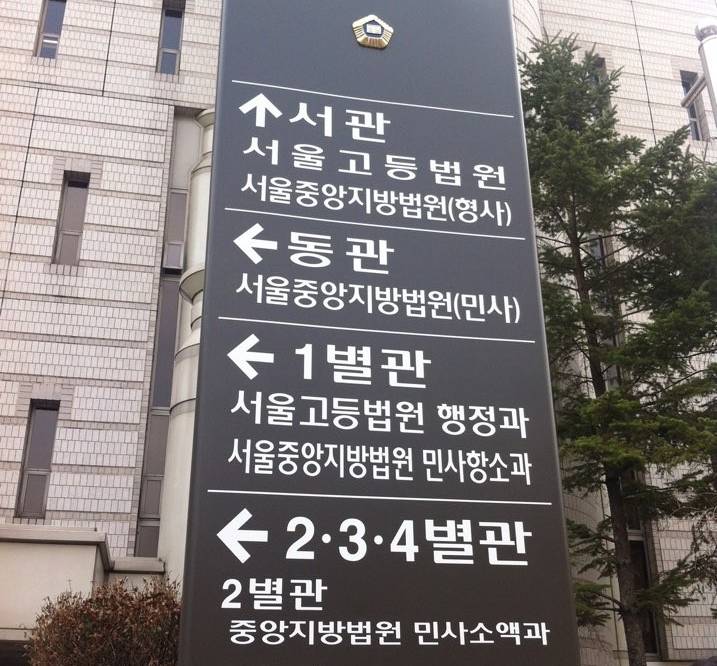 ↑서관
서울고등법원
서울중앙지방법원(형사)
←동관
서울중앙지방법원(민사)
← 1별관
서울고등법원 행정과
서울중앙지방법원 민사항소과
← 2·3·4별관
2별관
중앙지방법원 민사소액과